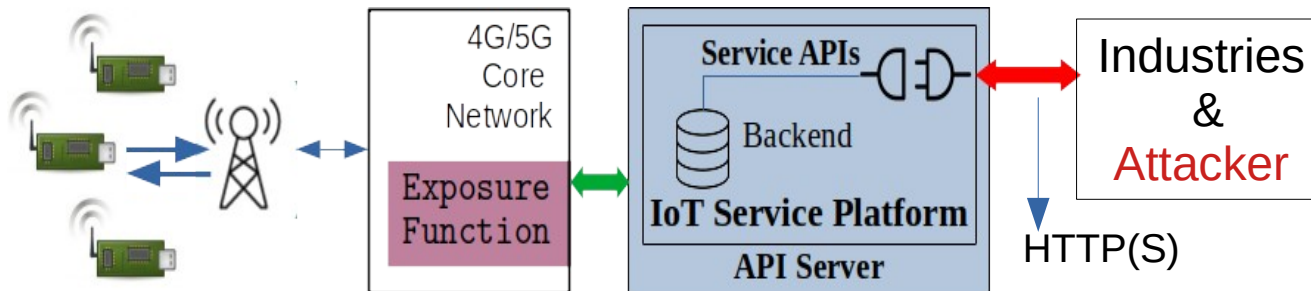 4G/5G
Core
Network
Exposure
Function
Service APIs
Backend
IoT Service Platform
API Server
Industries
&
Attacker
HTTP(S)